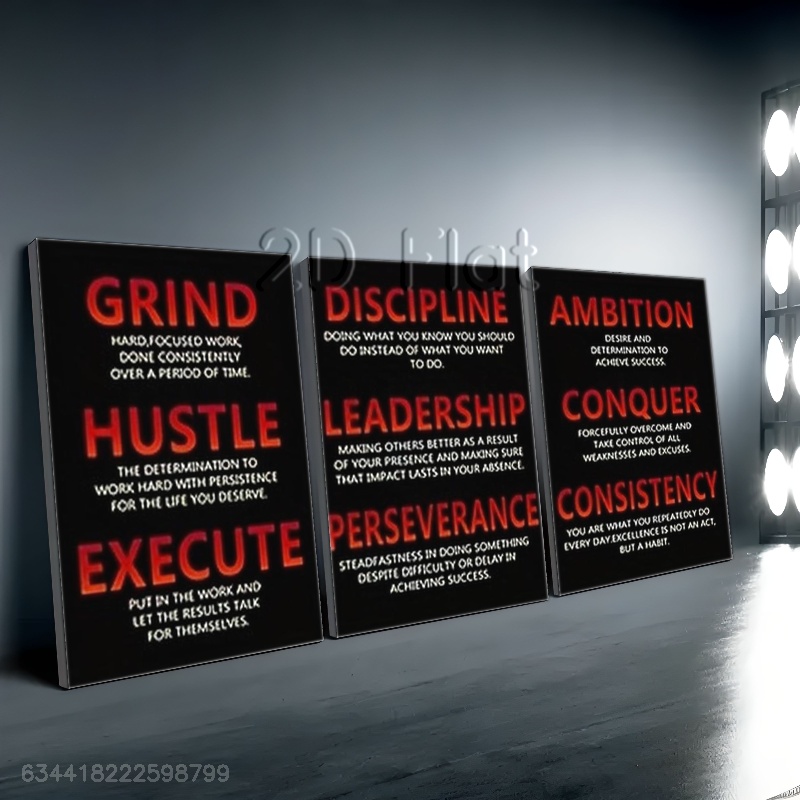 2D Flat
GRIND
HARD,FOCUSED WORK,
DONE CONSISTENTLY
OVER A PERIOD OF TIME.
HUSTLE
THE DETERMINATION TO
WORK HARD WITH PERSISTENCE
FOR THE LIFE YOU DESERVE.
EXECUTE
PUT IN THE WORK AND
LET THE RESULTS TALK
FOR THEMSELVES.
DISCIPLINE
DOING WHAT YOU KNOW YOU SHOULD
DO INSTEAD OF WHAT YOU WANT
TO DO.
LEADERSHIP
MAKING OTHERS BETTER AS A RESULT
OF YOUR PRESENCE AND MAKING SURE
THAT IMPACT LASTS IN YOUR ABSENCE.
PERSEVERANCE
STEADFASTNESS IN DOING SOMETHING
DESPITE DIFFICULTY OR DELAY IN
ACHIEVING SUCCESS.
AMBITION
DESIRE AND
DETERMINATION TO
ACHIEVE SUCCESS.
CONQUER
FORCEFULLY OVERCOME AND
TAKE CONTROL OF ALL
WEAKNESSES AND EXCUSES.
CONSISTENCY
YOU ARE WHAT YOU REPEATEDLY DO
EVERY DAY.EXCELLENCE IS NOT AN ACT,
BUT A HABIT.
634418222598799